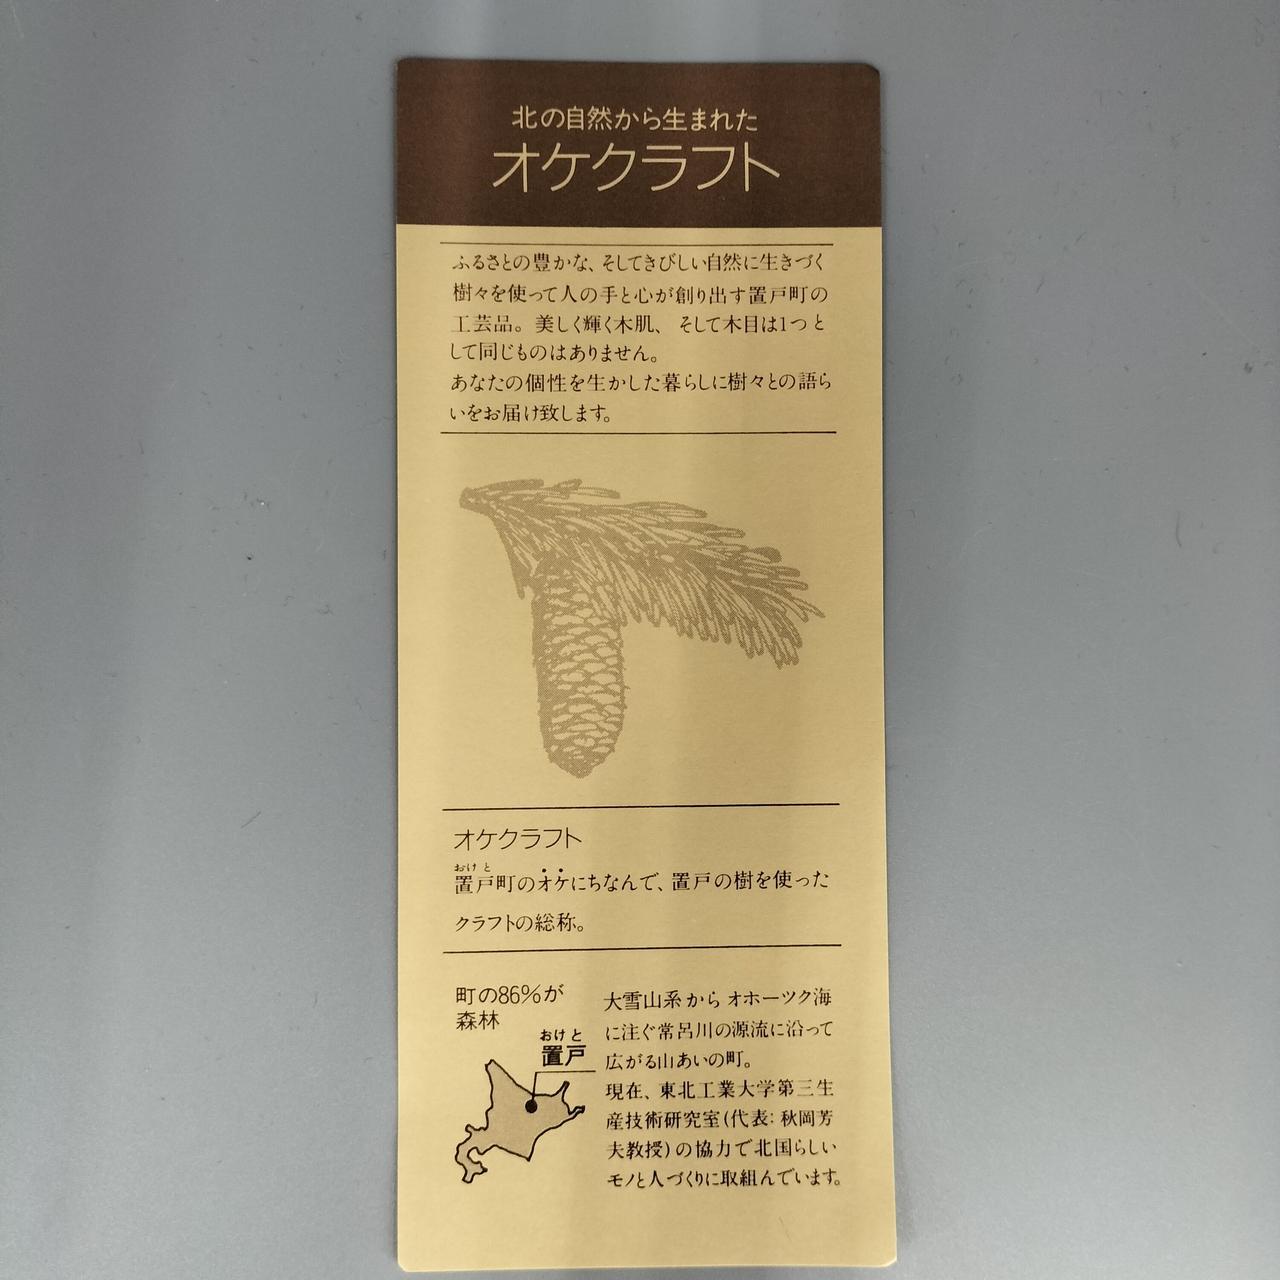 北の自然から生まれた
オケクラフト
ふるさとの豊かな、そしてきびしい自然に生きづく
樹々を使って人の手と心が創り出す置戸町の
工芸品。美しく輝く木肌、そして木目は1つと
して同じものはありません。
あなたの個性を生かした暮らしに樹々との語ら
いをお届け致します。
オケクラフト
おけと
置戸町のオケにちなんで、置戸の樹を使った
クラフトの総称。
町の86%が
森林
おけと
置戸
大雪山系からオホーツク海
に注ぐ常呂川の源流に沿って
広がる山あいの町。
現在、東北工業大学第三生
産技術研究室(代表:秋岡芳
夫教授)の協力で北国らしい
モノと人づくりに取組んでいます。